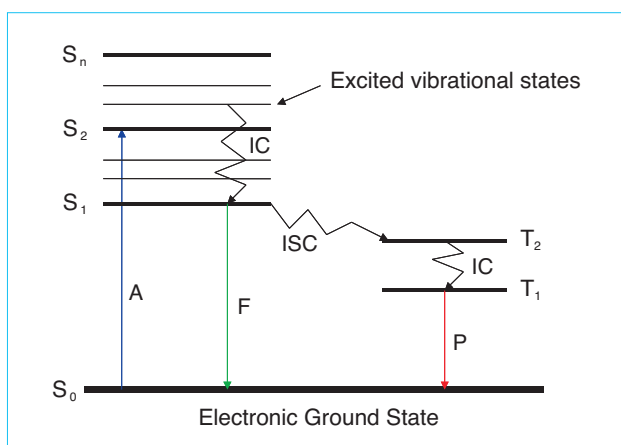 Sₙ
Excited vibrational states
S₂
IC
S₁
ISC
T₂
IC
A
F
T₁
P
S₀
Electronic Ground State